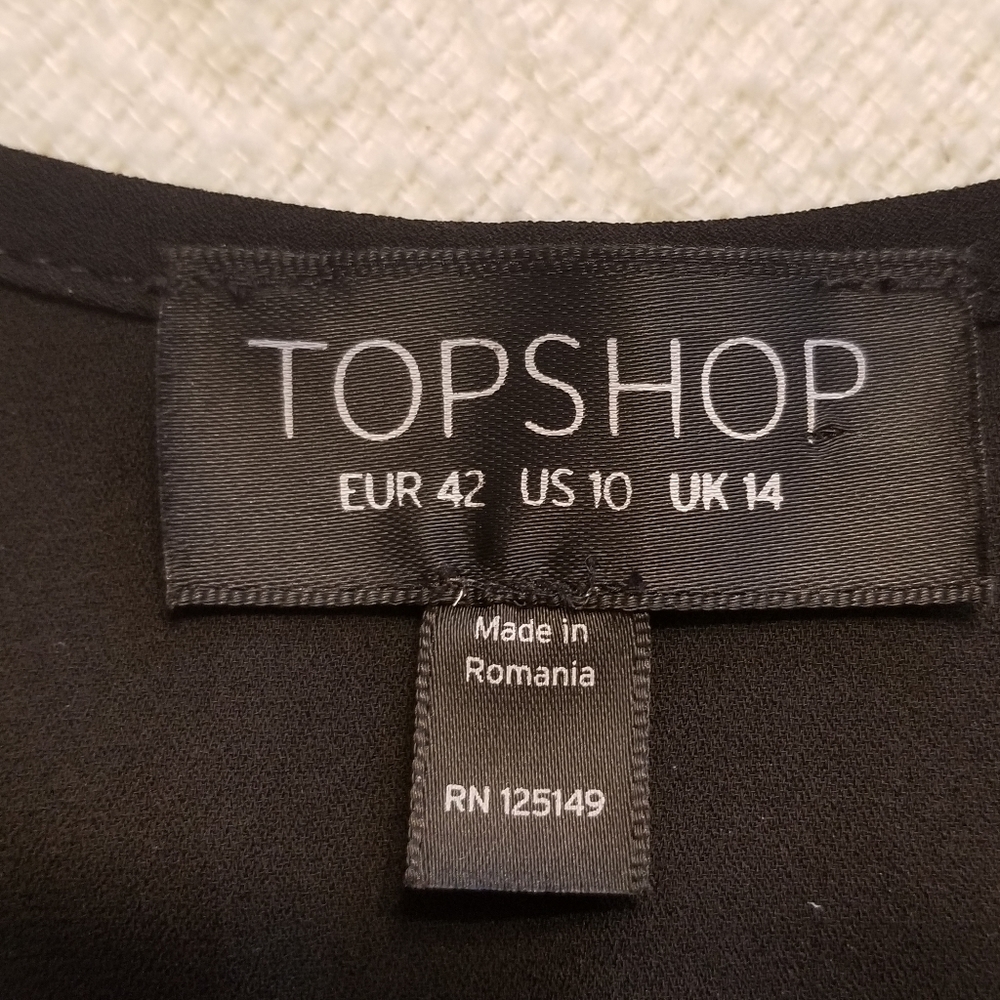 TOPSHOP
EUR 42 US 10 UK 14
Made in
Romania
RN 125149